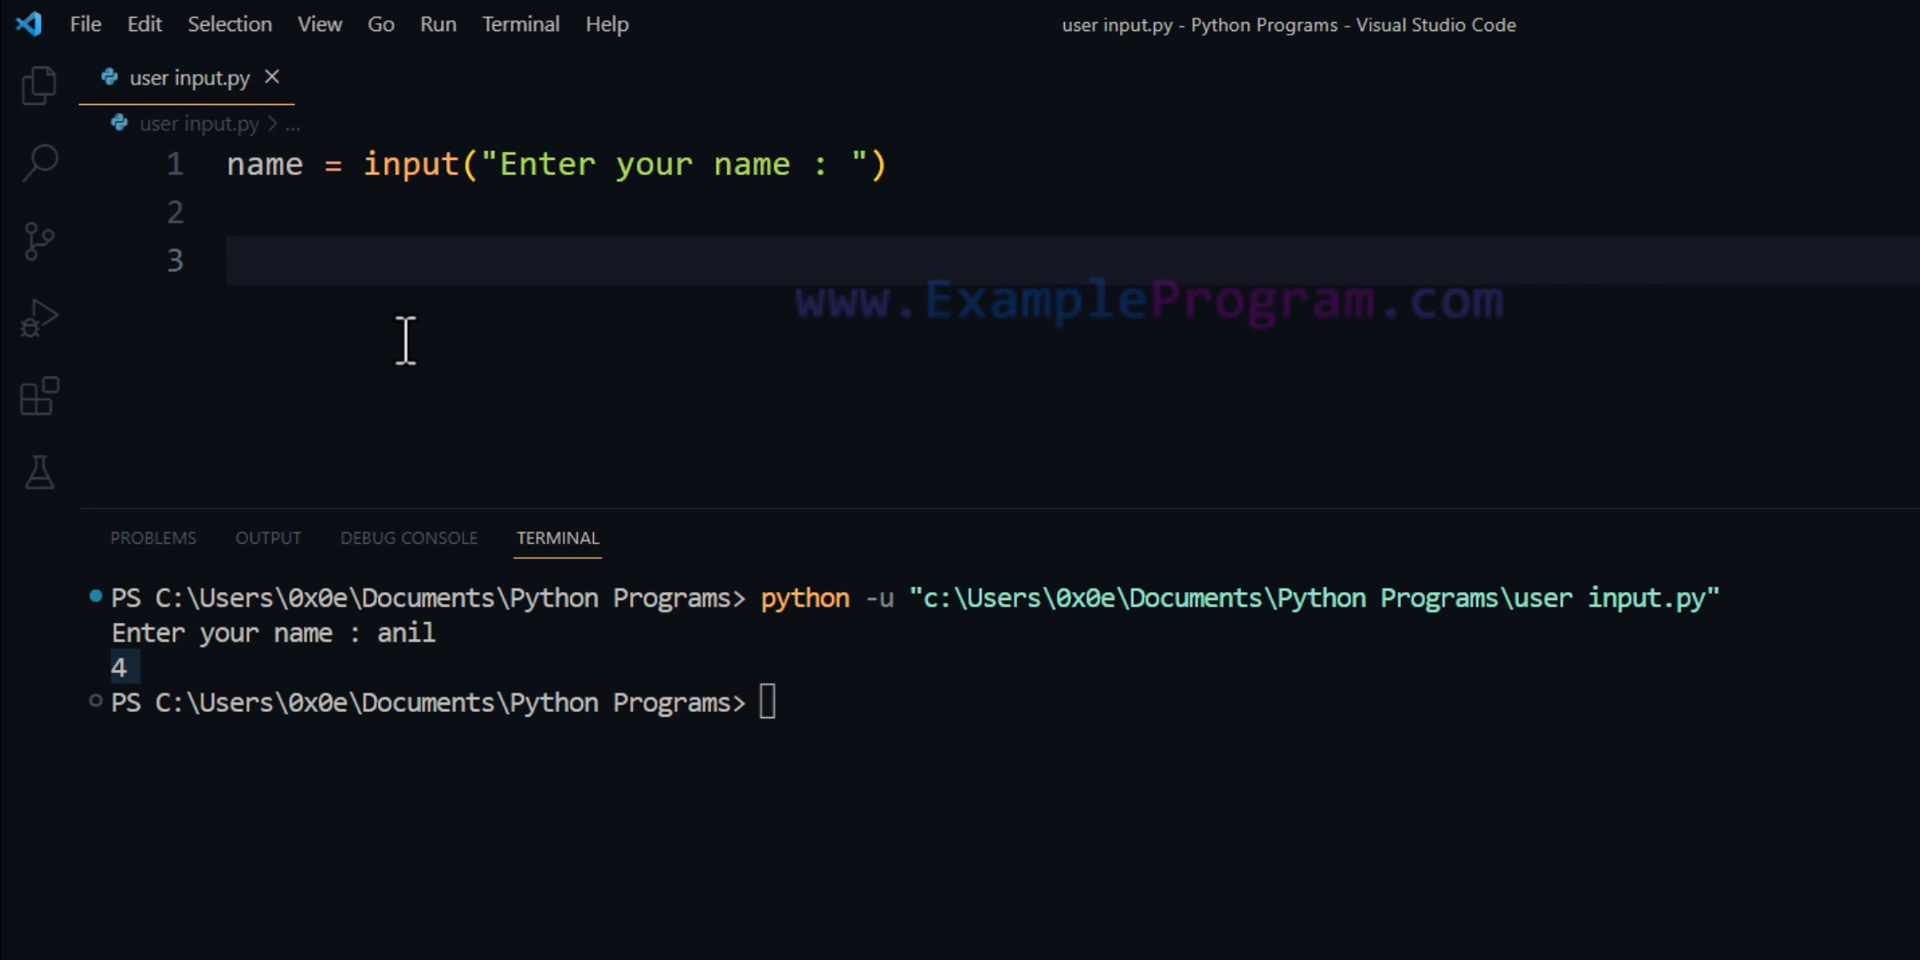 File Edit Selection View Go Run Terminal Help
user input.py - Python Programs - Visual Studio Code
user input.py
user input.py > ...
1 name = input("Enter your name : ")
2
3
www.ExampleProgram.com
PROBLEMS OUTPUT DEBUG CONSOLE TERMINAL
PS C:\Users\0x0e\Documents\Python Programs> python -u "c:\Users\0x0e\Documents\Python Programs\user input.py"
Enter your name : anil
4
PS C:\Users\0x0e\Documents\Python Programs>